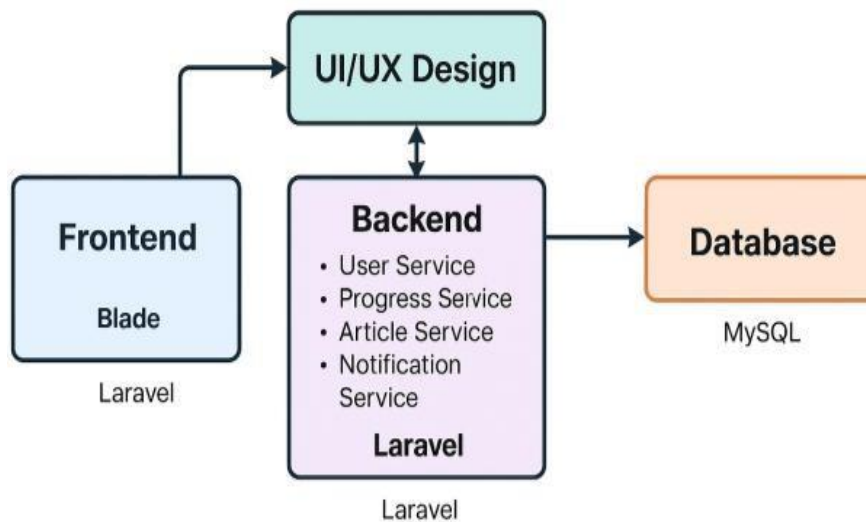 UI/UX Design
Frontend
Blade
Laravel
Backend
• User Service
• Progress Service
• Article Service
• Notification
Service
Laravel
Laravel
Database
MySQL